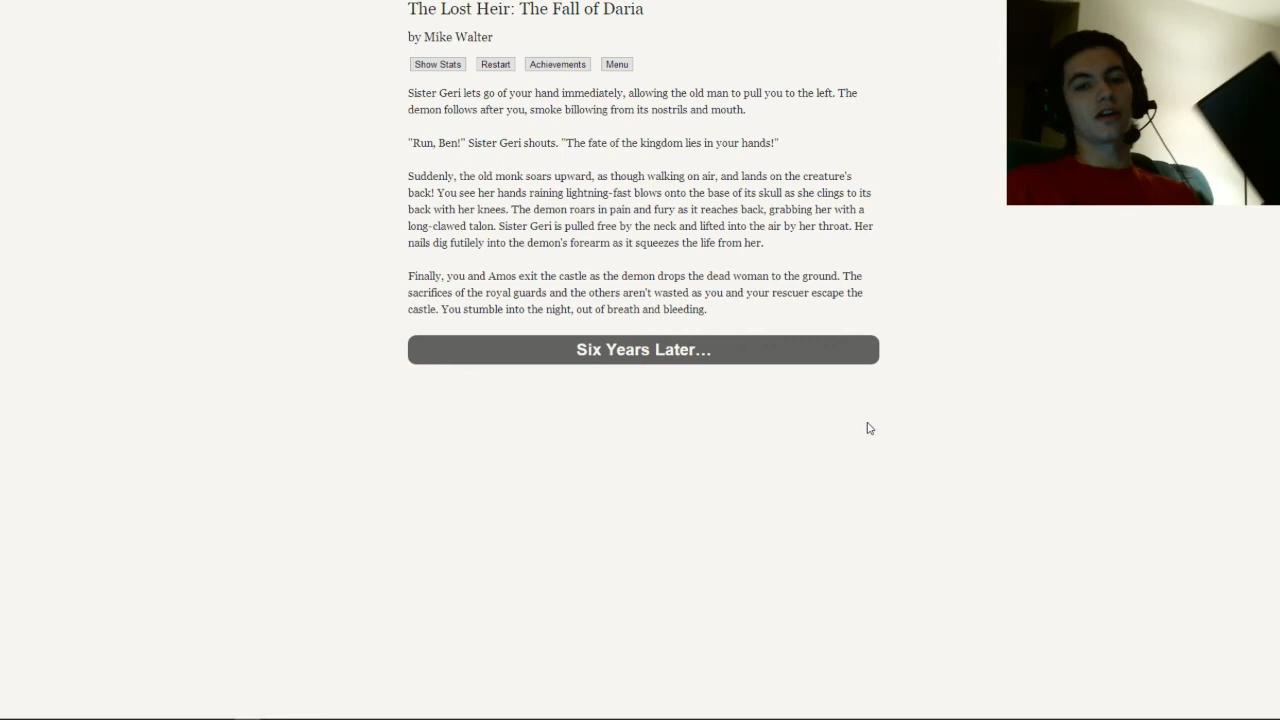 The Lost Heir: The Fall of Daria
by Mike Walter
Show Stats Restart Achievements Menu
Sister Geri lets go of your hand immediately, allowing the old man to pull you to the left. The
demon follows after you, smoke billowing from its nostrils and mouth.
"Run, Ben!" Sister Geri shouts. "The fate of the kingdom lies in your hands!"
Suddenly, the old monk soars upward, as though walking on air, and lands on the creature's
back! You see her hands raining lightning-fast blows onto the base of its skull as she clings to its
back with her knees. The demon roars in pain and fury as it reaches back, grabbing her with a
long-clawed talon. Sister Geri is pulled free by the neck and lifted into the air by her throat. Her
nails dig futilely into the demon's forearm as it squeezes the life from her.
Finally, you and Amos exit the castle as the demon drops the dead woman to the ground. The
sacrifices of the royal guards and the others aren't wasted as you and your rescuer escape the
castle. You stumble into the night, out of breath and bleeding.
Six Years Later…